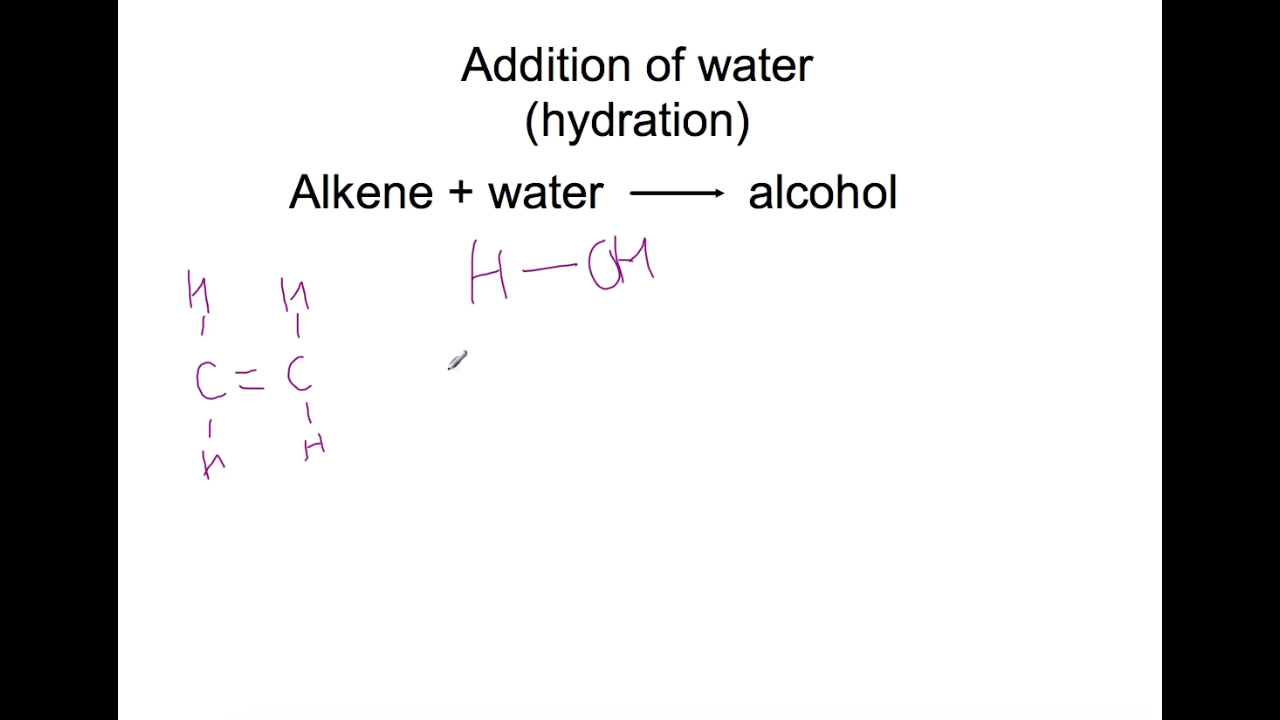 Addition of water
(hydration)
Alkene + water ⟶ alcohol
H — OH
H H
C = C
H H